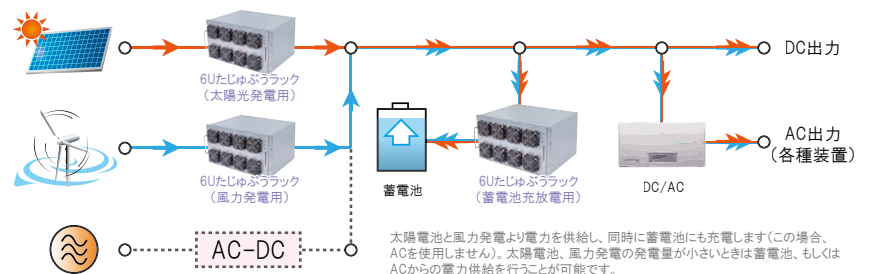 DC出力
6Uたじゅぶうラック
(太陽光発電用)
6Uたじゅぶうラック
(風力発電用)
蓄電池
6Uたじゅぶうラック
(蓄電池充放電用)
DC/AC
AC出力
(各種装置)
AC-DC
太陽電池と風力発電より電力を供給し、同時に蓄電池にも充電します(この場合、
ACを使用しません)。太陽電池、風力発電の発電量が小さいときは蓄電池、もしくは
ACからの電力供給を行うことが可能です。